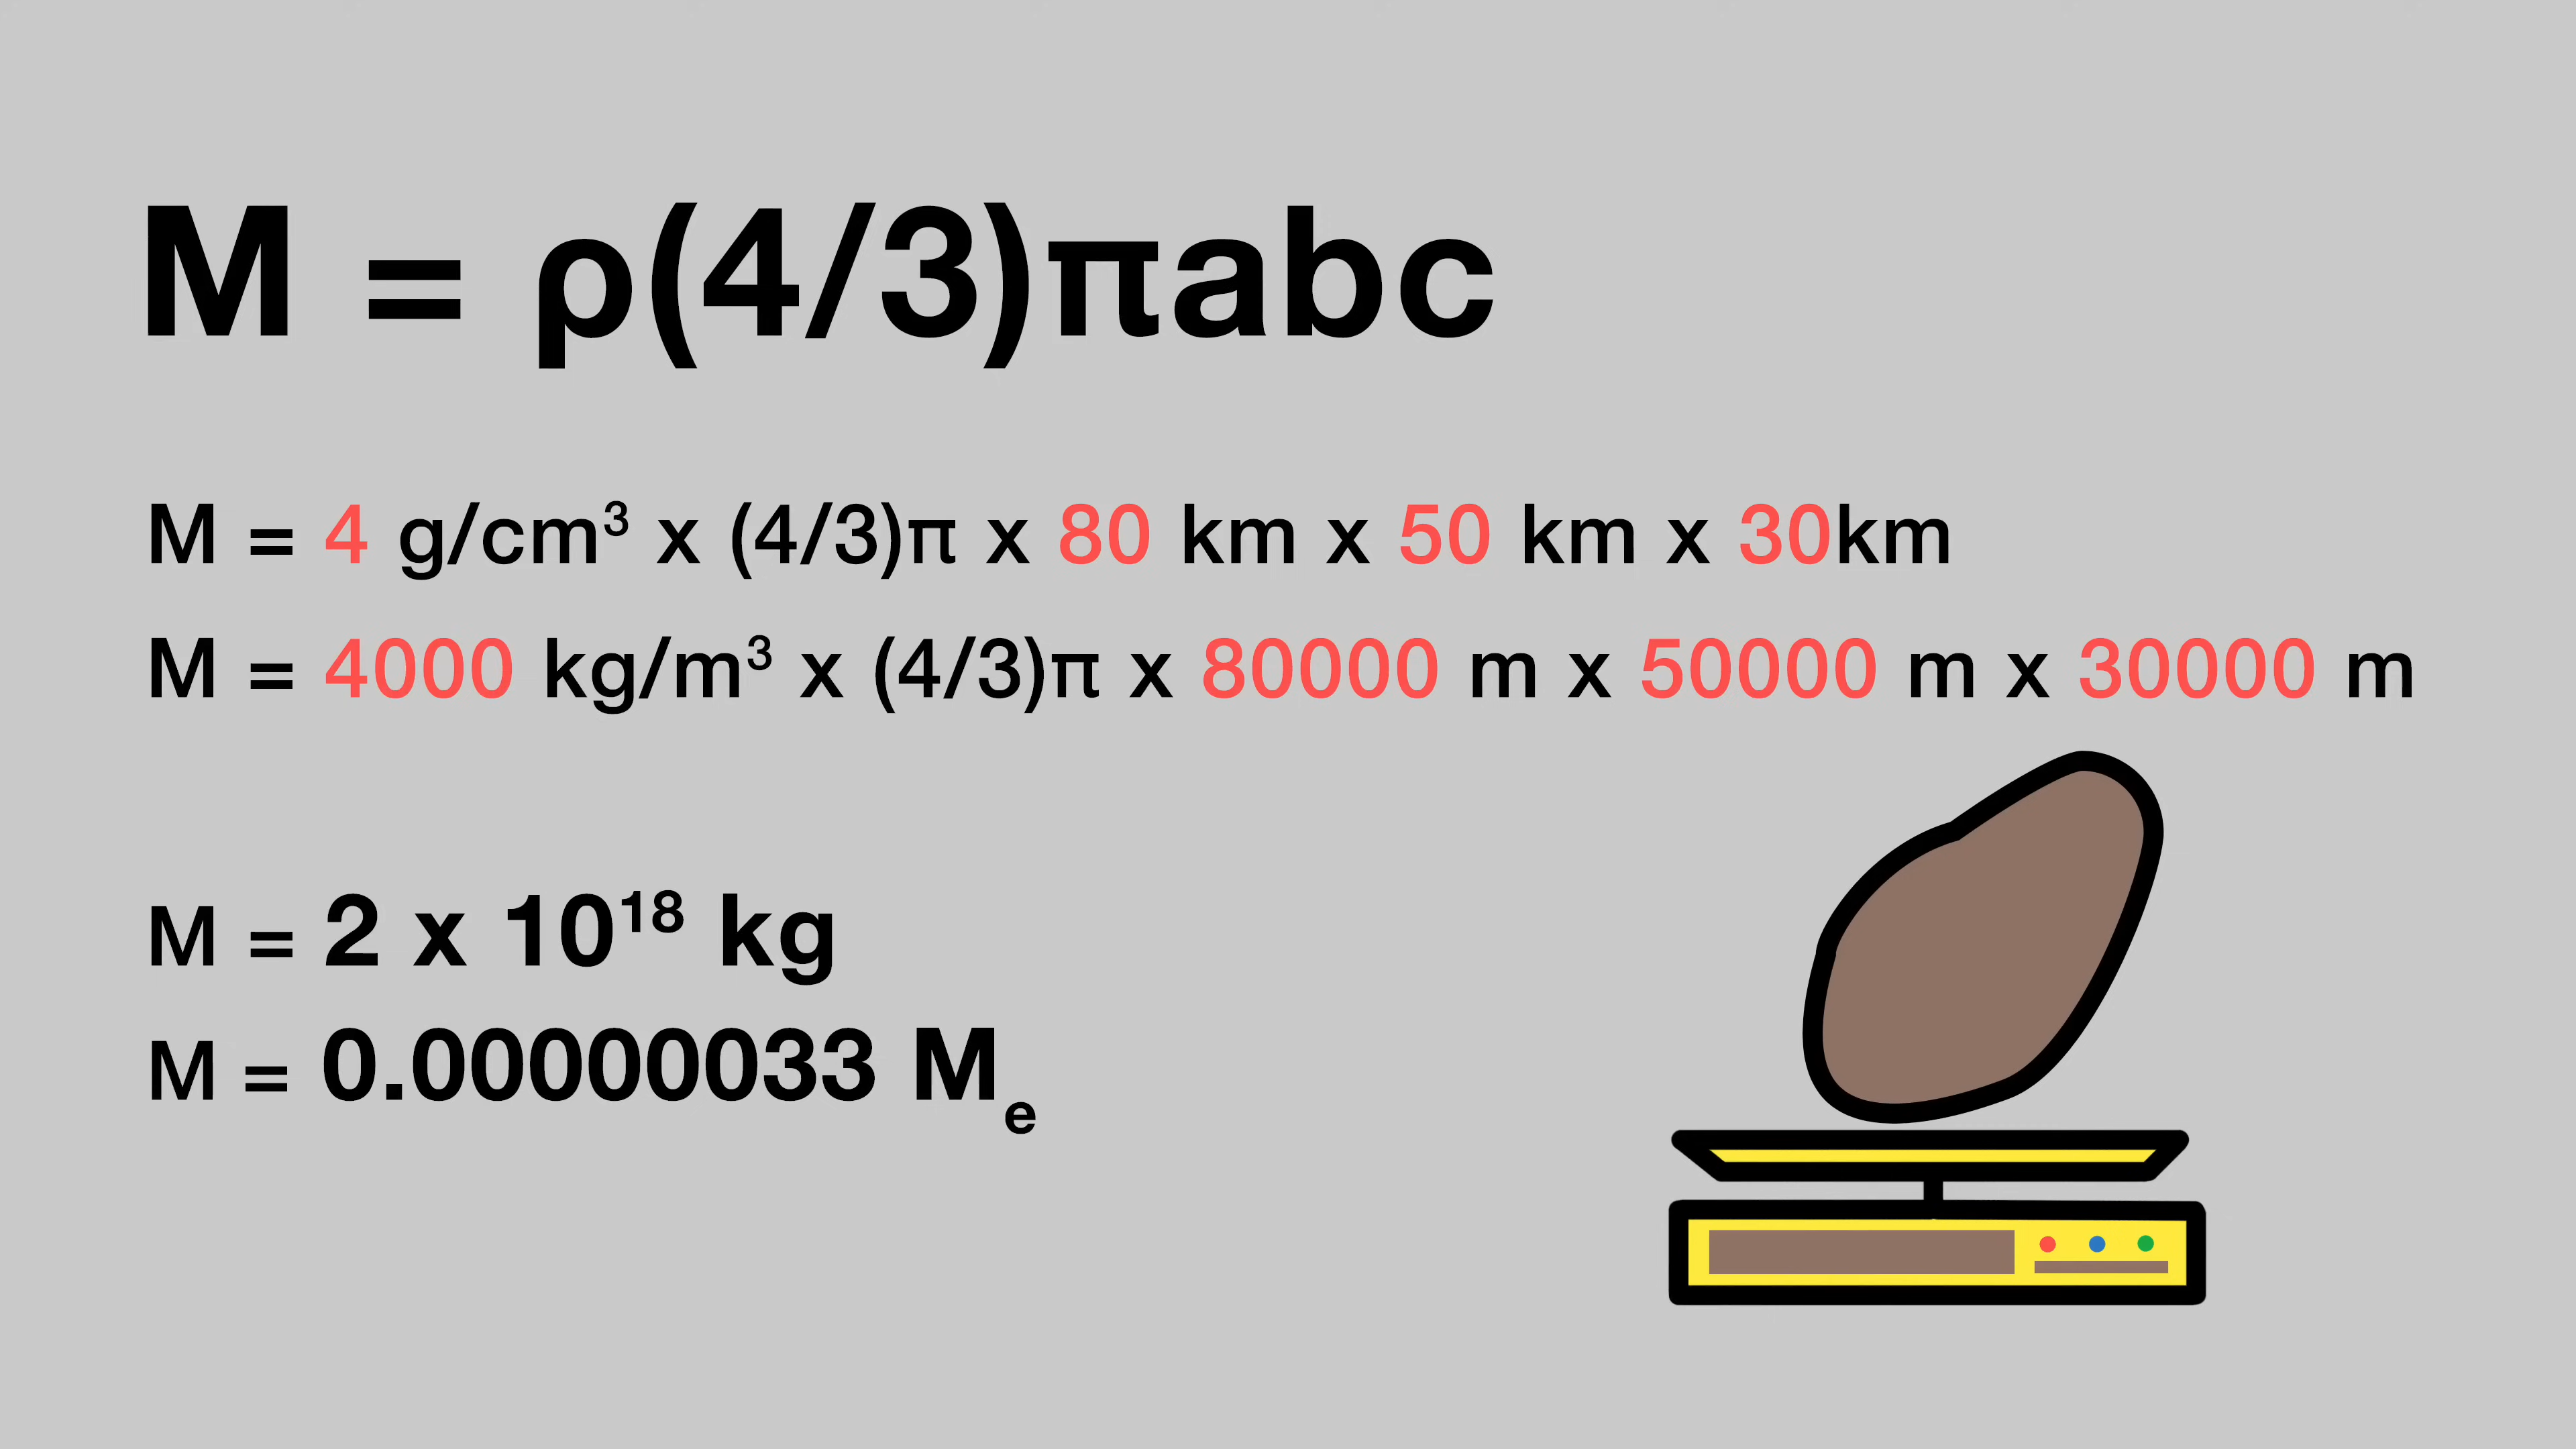 M = ρ(4/3)πabc
M = 4 g/cm³ x (4/3)π x 80 km x 50 km x 30km
M = 4000 kg/m³ x (4/3)π x 80000 m x 50000 m x 30000 m
M = 2 x 10¹⁸ kg
M = 0.00000033 Mₑ